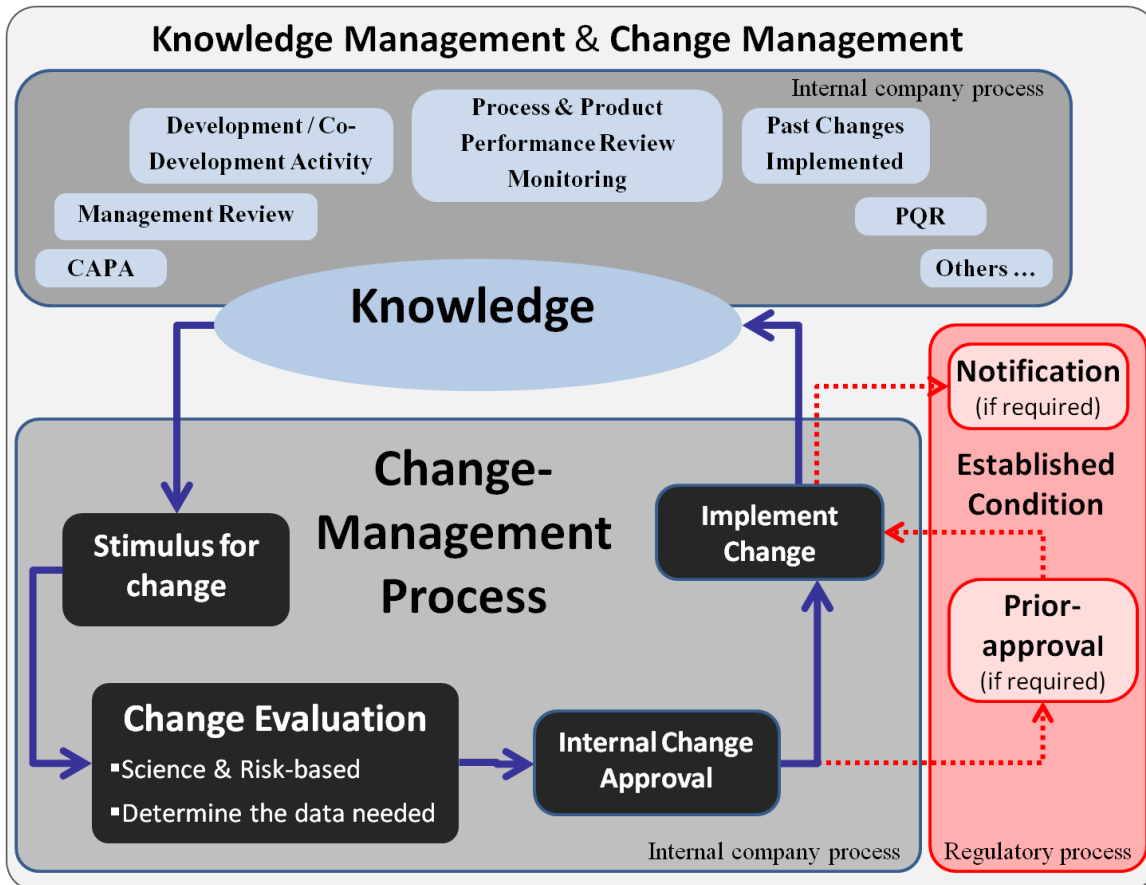 Knowledge Management & Change Management
Internal company process
Development / Co-
Development Activity
Process & Product
Performance Review
Monitoring
Past Changes
Implemented
Management Review
PQR
CAPA
Others ...
Knowledge
Change-
Management
Process
Stimulus for
change
Implement
Change
Change Evaluation
▪Science & Risk-based
▪Determine the data needed
Internal Change
Approval
Internal company process
Notification
(if required)
Established
Condition
Prior-
approval
(if required)
Regulatory process